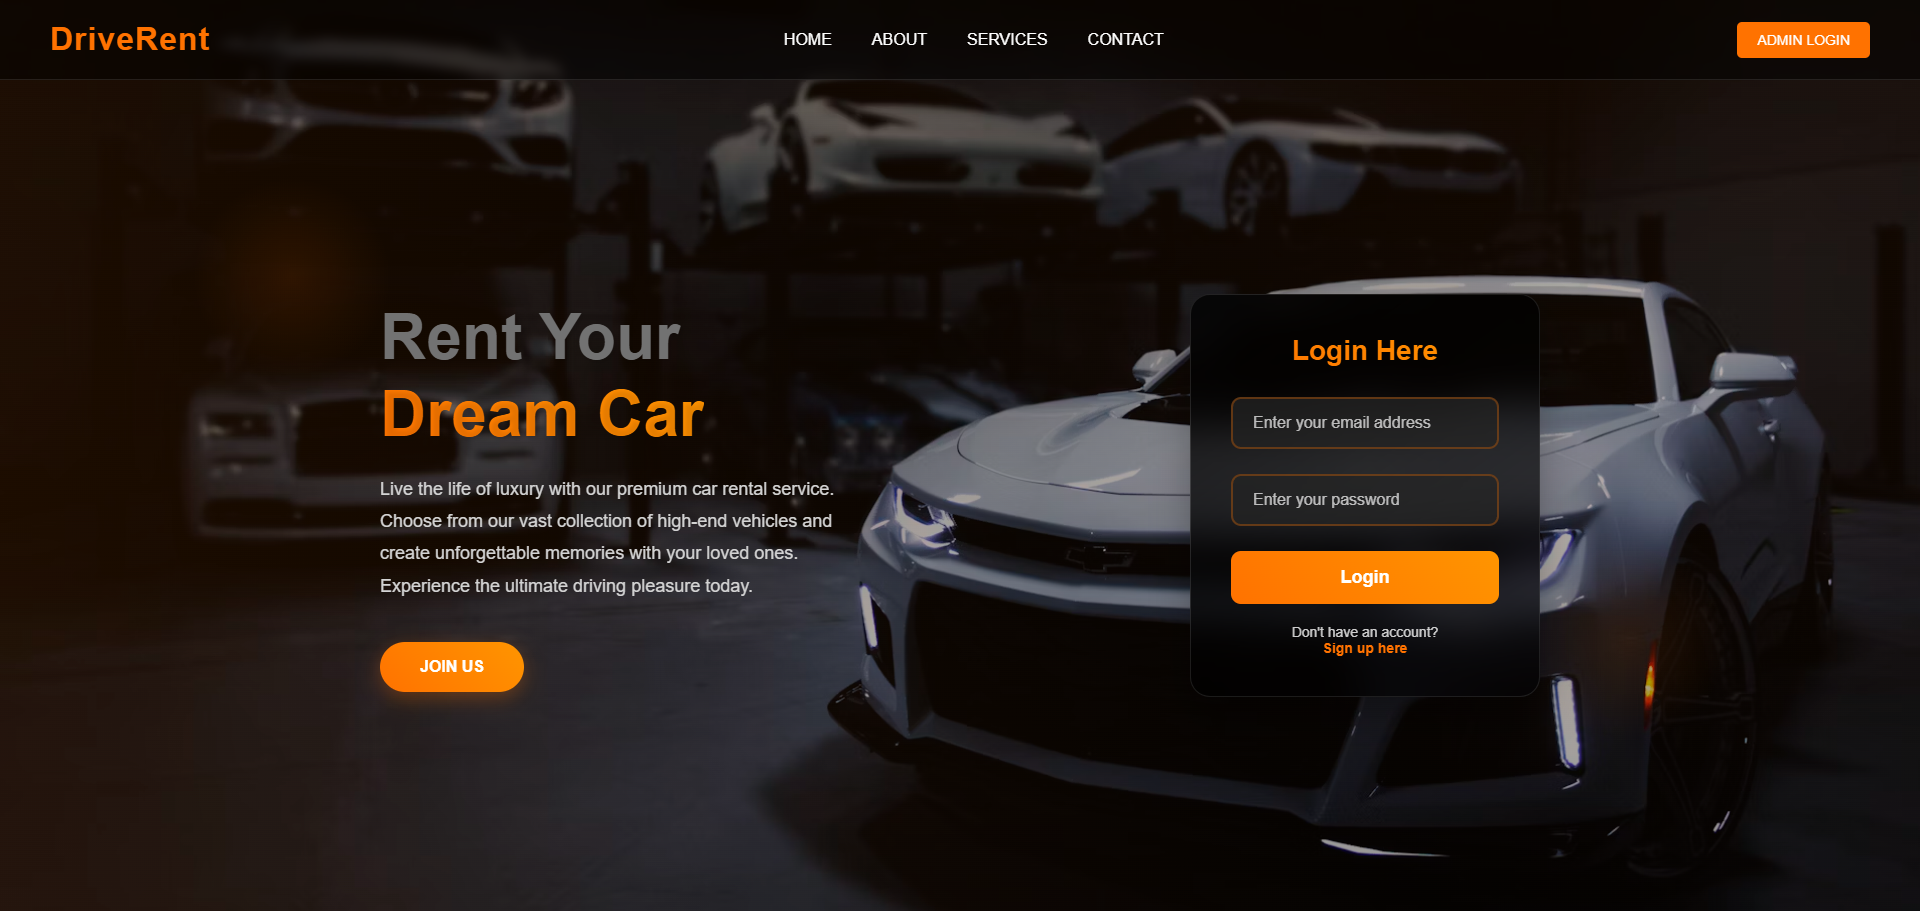 DriveRent
HOME
ABOUT
SERVICES
CONTACT
ADMIN LOGIN
Rent Your
Dream Car
Live the life of luxury with our premium car rental service.
Choose from our vast collection of high-end vehicles and
create unforgettable memories with your loved ones.
Experience the ultimate driving pleasure today.
JOIN US
Login Here
Enter your email address
Enter your password
Login
Don't have an account?
Sign up here